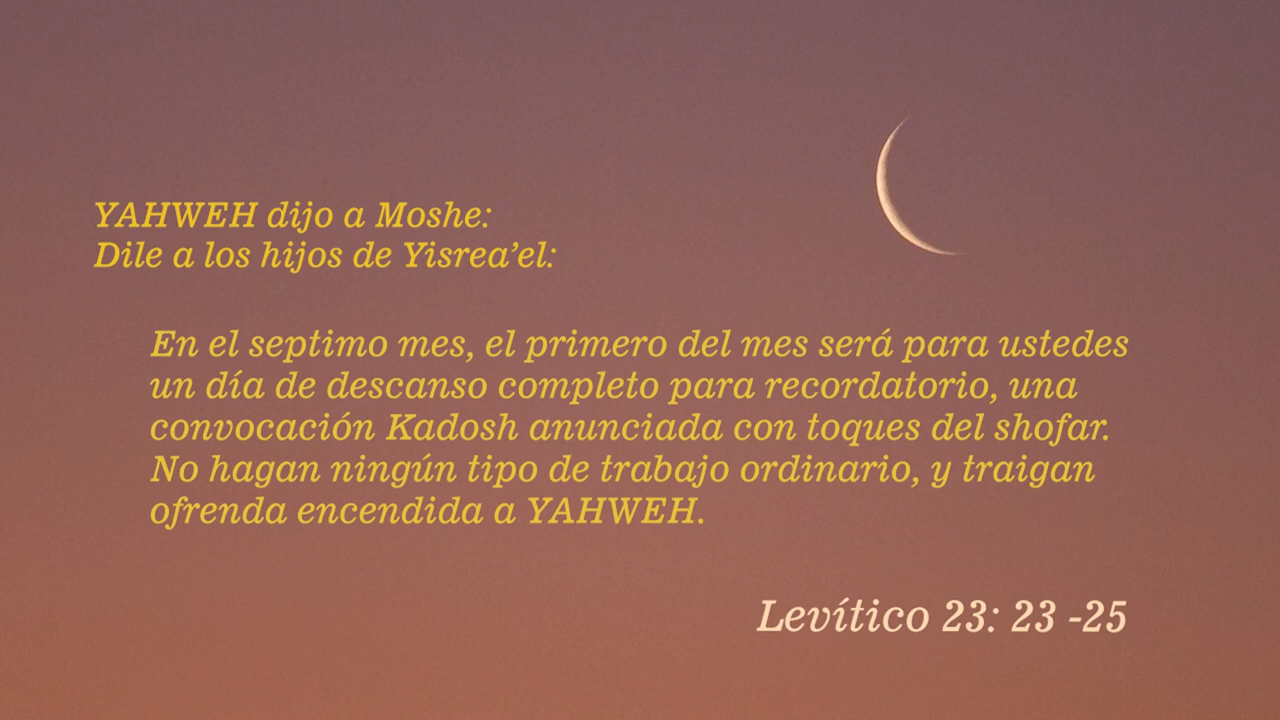 YAHWEH dijo a Moshe:
Dile a los hijos de Yisrea’el:
En el septimo mes, el primero del mes será para ustedes
un día de descanso completo para recordatorio, una
convocación Kadosh anunciada con toques del shofar.
No hagan ningún tipo de trabajo ordinario, y traigan
ofrenda encendida a YAHWEH.
Levítico 23: 23 -25